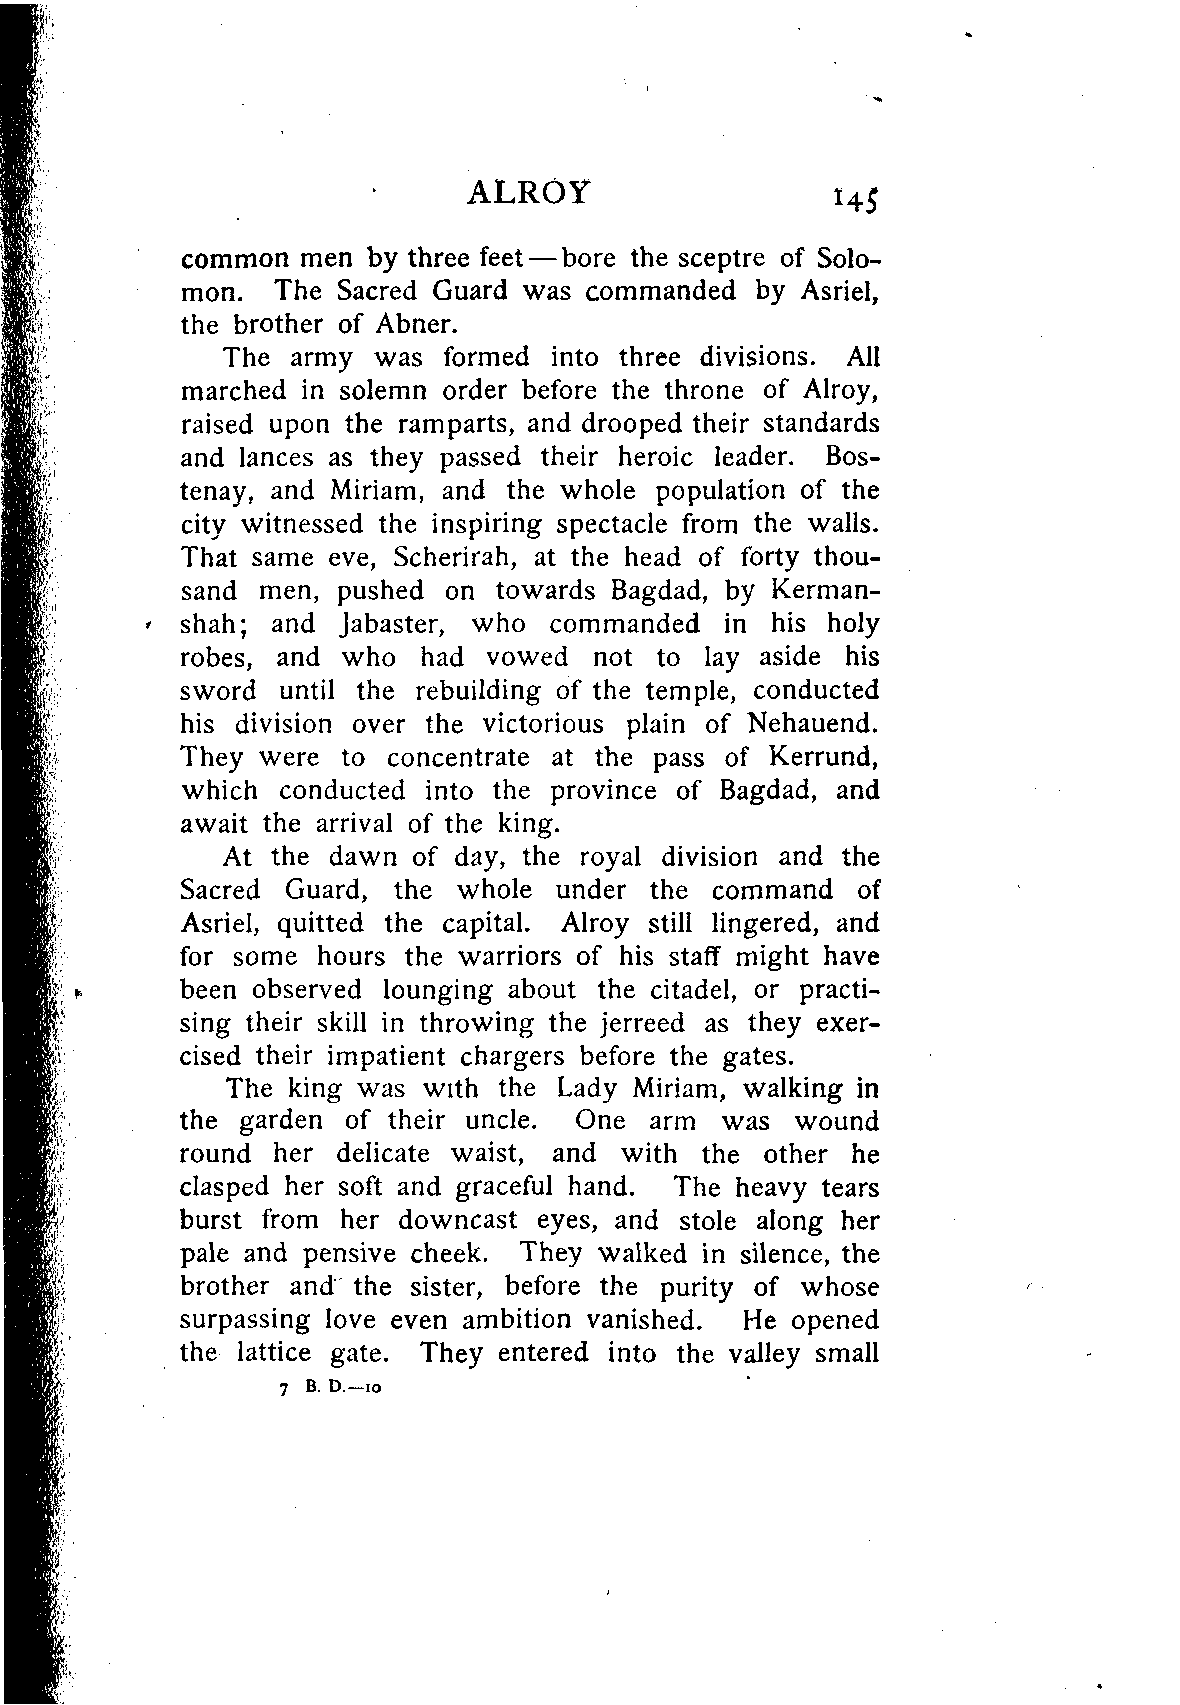 ALROY 145
common men by three feet—bore the sceptre of Solo-
mon. The Sacred Guard was commanded by Asriel,
the brother of Abner.
The army was formed into three divisions. All
marched in solemn order before the throne of Alroy,
raised upon the ramparts, and drooped their standards
and lances as they passed their heroic leader. Bos-
tenay, and Miriam, and the whole population of the
city witnessed the inspiring spectacle from the walls.
That same eve, Scherirah, at the head of forty thou-
sand men, pushed on towards Bagdad, by Kerman-
shah; and Jabaster, who commanded in his holy
robes, and who had vowed not to lay aside his
sword until the rebuilding of the temple, conducted
his division over the victorious plain of Nehauend.
They were to concentrate at the pass of Kerrund,
which conducted into the province of Bagdad, and
await the arrival of the king.
At the dawn of day, the royal division and the
Sacred Guard, the whole under the command of
Asriel, quitted the capital. Alroy still lingered, and
for some hours the warriors of his staff might have
been observed lounging about the citadel, or practi-
sing their skill in throwing the jerreed as they exer-
cised their impatient chargers before the gates.
The king was with the Lady Miriam, walking in
the garden of their uncle. One arm was wound
round her delicate waist, and with the other he
clasped her soft and graceful hand. The heavy tears
burst from her downcast eyes, and stole along her
pale and pensive cheek. They walked in silence, the
brother and the sister, before the purity of whose
surpassing love even ambition vanished. He opened
the lattice gate. They entered into the valley small
7 B. D.—10